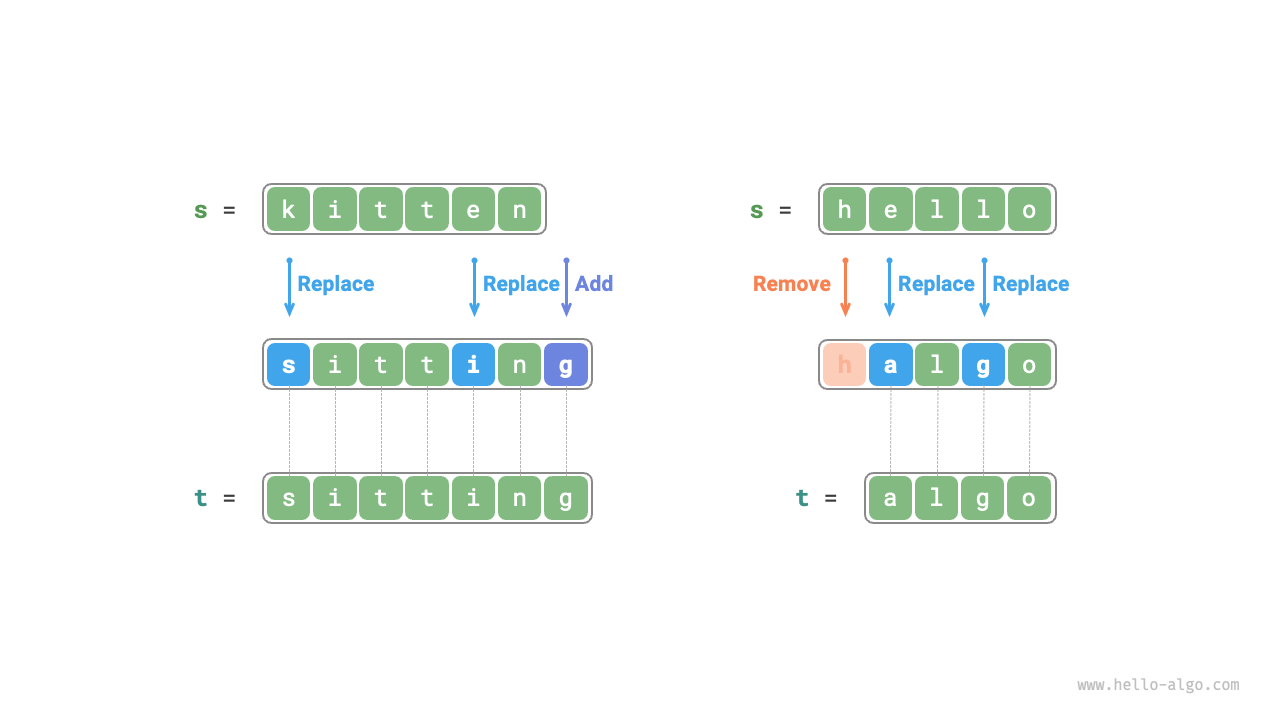 s = k i t t e n
Replace Replace Add
s i t t i n g
t = s i t t i n g
s = h e l l o
Remove Replace Replace
h a l g o
t = a l g o
www.hello-algo.com